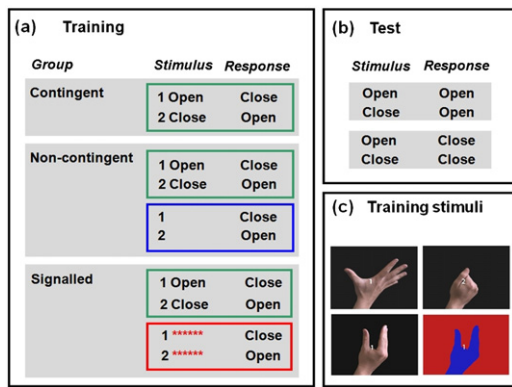 (a) Training
Group Stimulus Response
Contingent
1 Open Close
2 Close Open
Non-contingent
1 Open Close
2 Close Open
1 Close
2 Open
Signalled
1 Open Close
2 Close Open
1 ****** Close
2 ****** Open
(b) Test
Stimulus Response
Open Open
Close Open
Open Close
Close Close
(c) Training stimuli